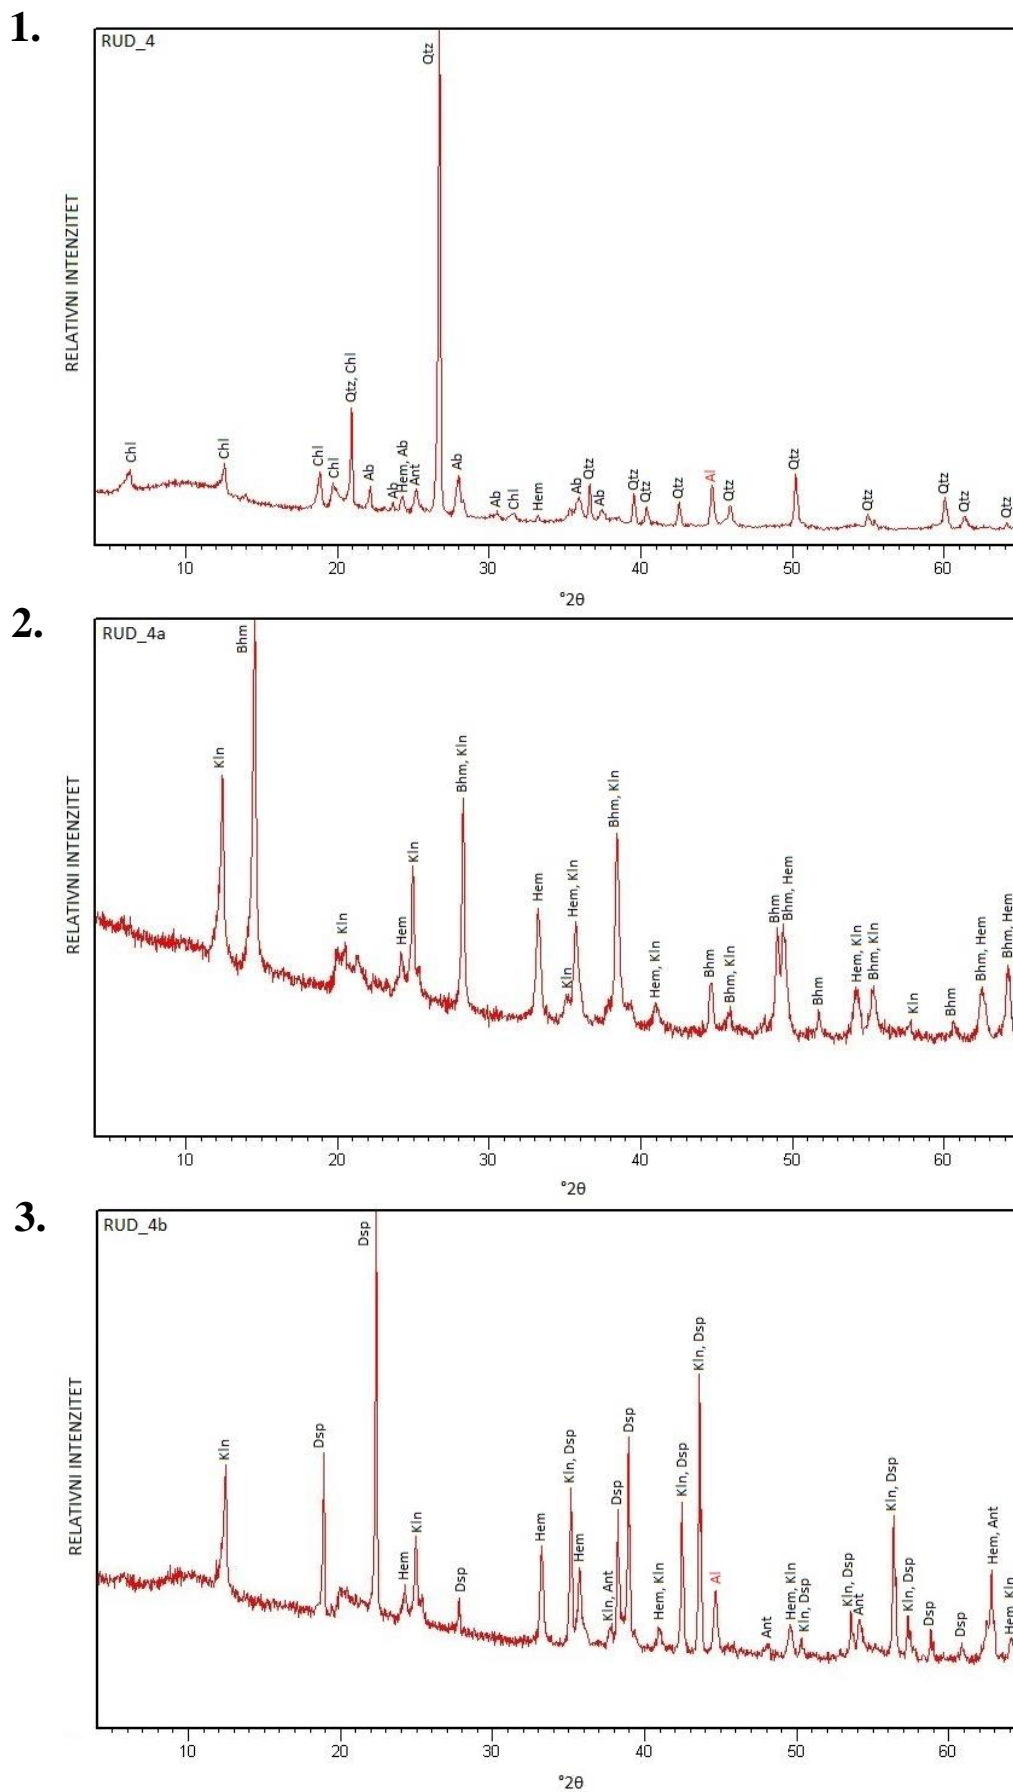 1.
RUD_4
RELATIVNI INTENZITET
Chl
Chl
Chl
Chl
Qtz, Chl
Ab
Ab
Hem, Ab
Ant
Qtz
Ab
Ab
Chl
Hem
Ab
Qtz
Ab
Qtz
Qtz
Qtz
Al
Qtz
Qtz
Qtz
Qtz
Qtz
Qtz
10 20 30 40 50 60
°2θ
2.
RUD_4a
RELATIVNI INTENZITET
Kln
Bhm
Kln
Hem
Kln
Bhm, Kln
Hem
Kln
Hem, Kln
Bhm, Kln
Hem, Kln
Bhm
Bhm, Kln
Bhm
Bhm, Hem
Bhm
Hem, Kln
Bhm, Kln
Kln
Bhm
Bhm, Hem
Bhm, Hem
10 20 30 40 50 60
°2θ
3.
RUD_4b
RELATIVNI INTENZITET
Kln
Dsp
Dsp
Hem
Kln
Dsp
Hem
Kln, Dsp
Hem
Kln, Ant
Dsp
Dsp
Hem, Kln
Kln, Dsp
Kln, Dsp
Al
Ant
Hem, Kln
Kln, Dsp
Kln, Dsp
Ant
Kln, Dsp
Kln, Dsp
Dsp
Dsp
Hem, Ant
Hem, Kln
10 20 30 40 50 60
°2θ